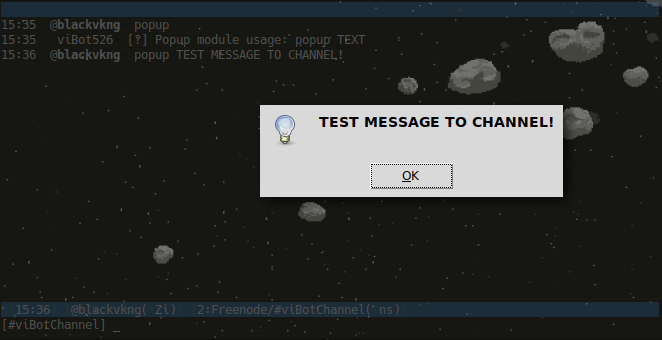 15:35 @blackvkng popup
15:35 viBot526 [?] Popup module usage: popup TEXT
15:36 @blackvkng popup TEST MESSAGE TO CHANNEL!
TEST MESSAGE TO CHANNEL!
OK
15:36 @blackvkng( Zi) 2:Freenode/#viBotChannel( ns)
[#viBotChannel] _